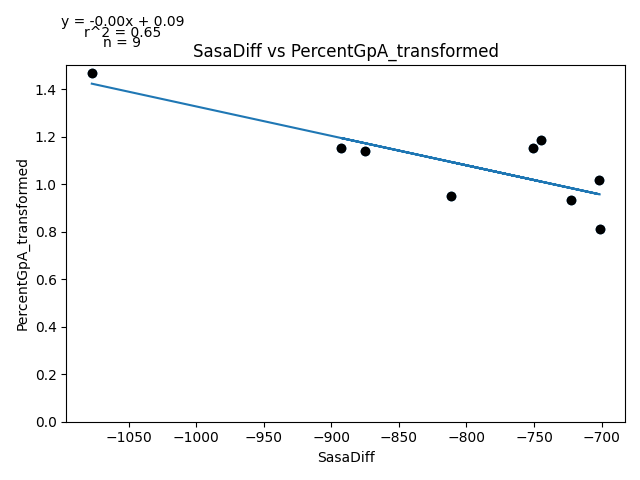 y = -0.00x + 0.09
r^2 = 0.65
n = 9
SasaDiff vs PercentGpA_transformed
1.4
1.2
1.0
0.8
0.6
0.4
0.2
0.0
PercentGpA_transformed
−1050
−1000
−950
−900
−850
−800
−750
−700
SasaDiff